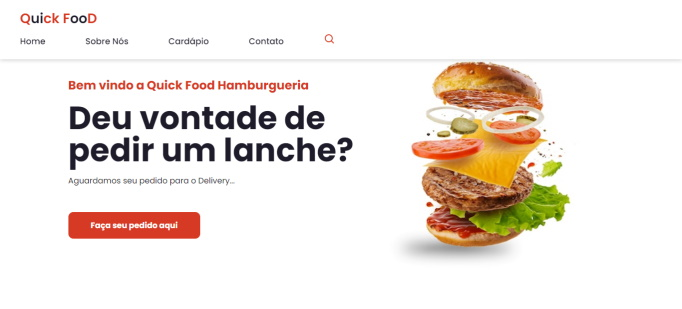 Quick FooD
Home Sobre Nós Cardápio Contato
Bem vindo a Quick Food Hamburgueria
Deu vontade de
pedir um lanche?
Aguardamos seu pedido para o Delivery...
Faça seu pedido aqui